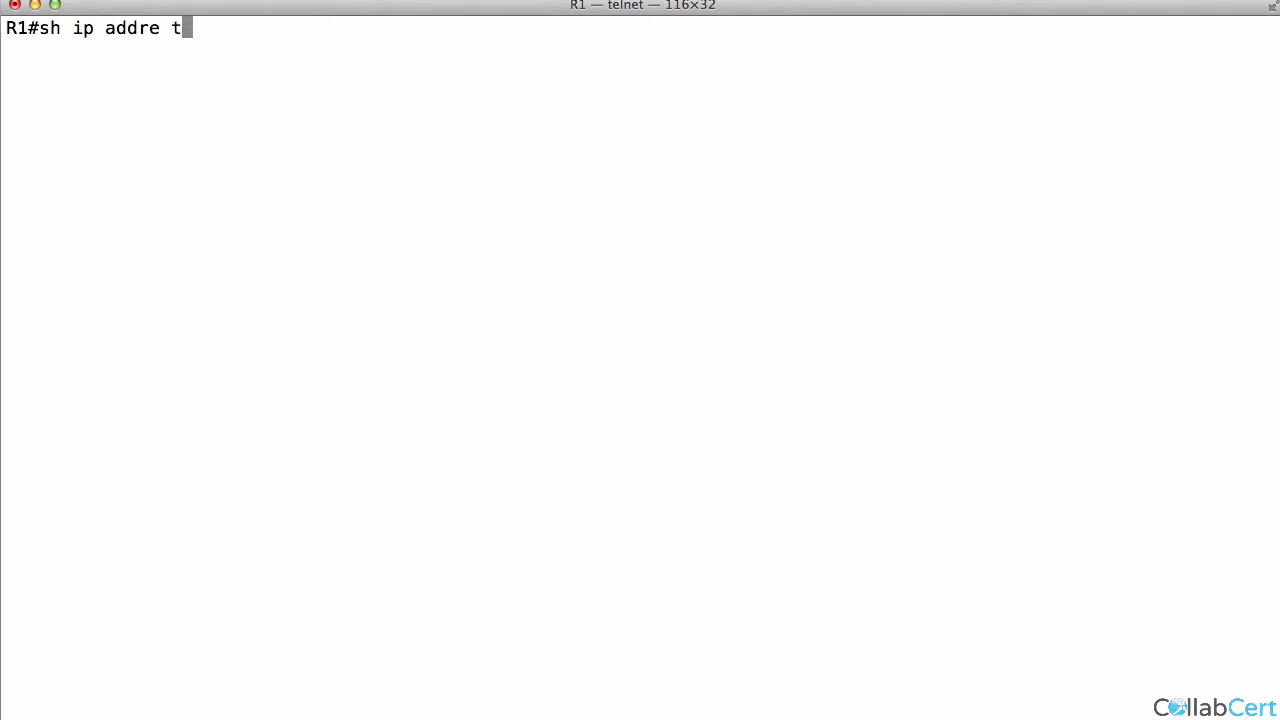 R1 — telnet — 116×32
R1#sh ip addre t
CollabCert